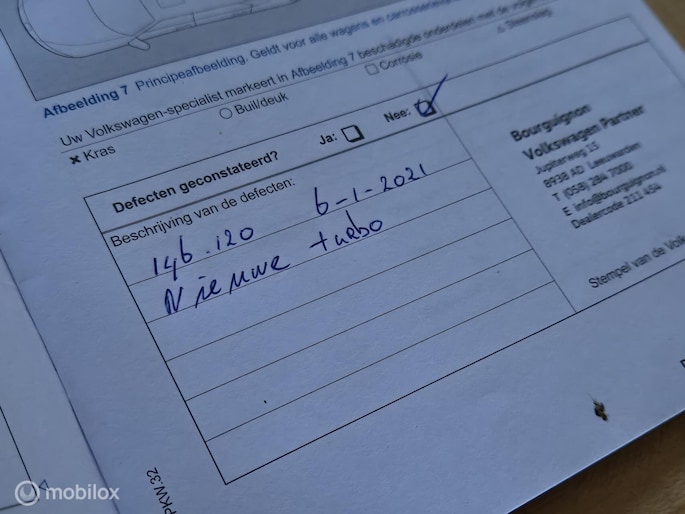 Afbeelding 7 Principeafbeelding. Geldt voor alle wagens en
Uw Volkswagen-specialist markeert in Afbeelding 7 beschadigde onderdelen met de
× Kras
Buil/deuk
Corrosie
Steenslag
Defecten geconstateerd?
Ja:
Nee:
Beschrijving van de defecten:
146.120 6-1-2021
Nieuwe turbo
Bourguignon
Volkswagen Partner
Jupiterweg 15
8938 AD Leeuwarden
T (058) 284 7000
E info@bourguignon.nl
Dealercode 211 454
Stempel van de Volk
PKW.32
mobilox